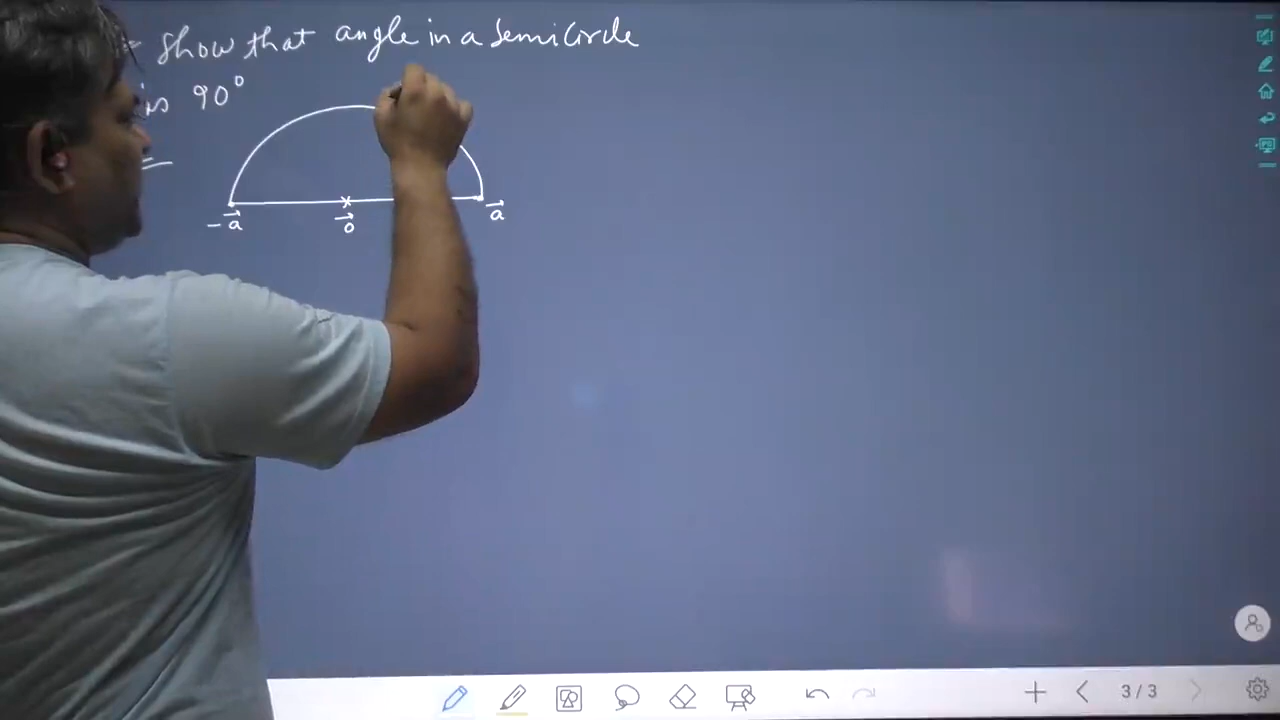 show that angle in a semicircle
is 90°
-a⃗
o⃗
a⃗
3/3